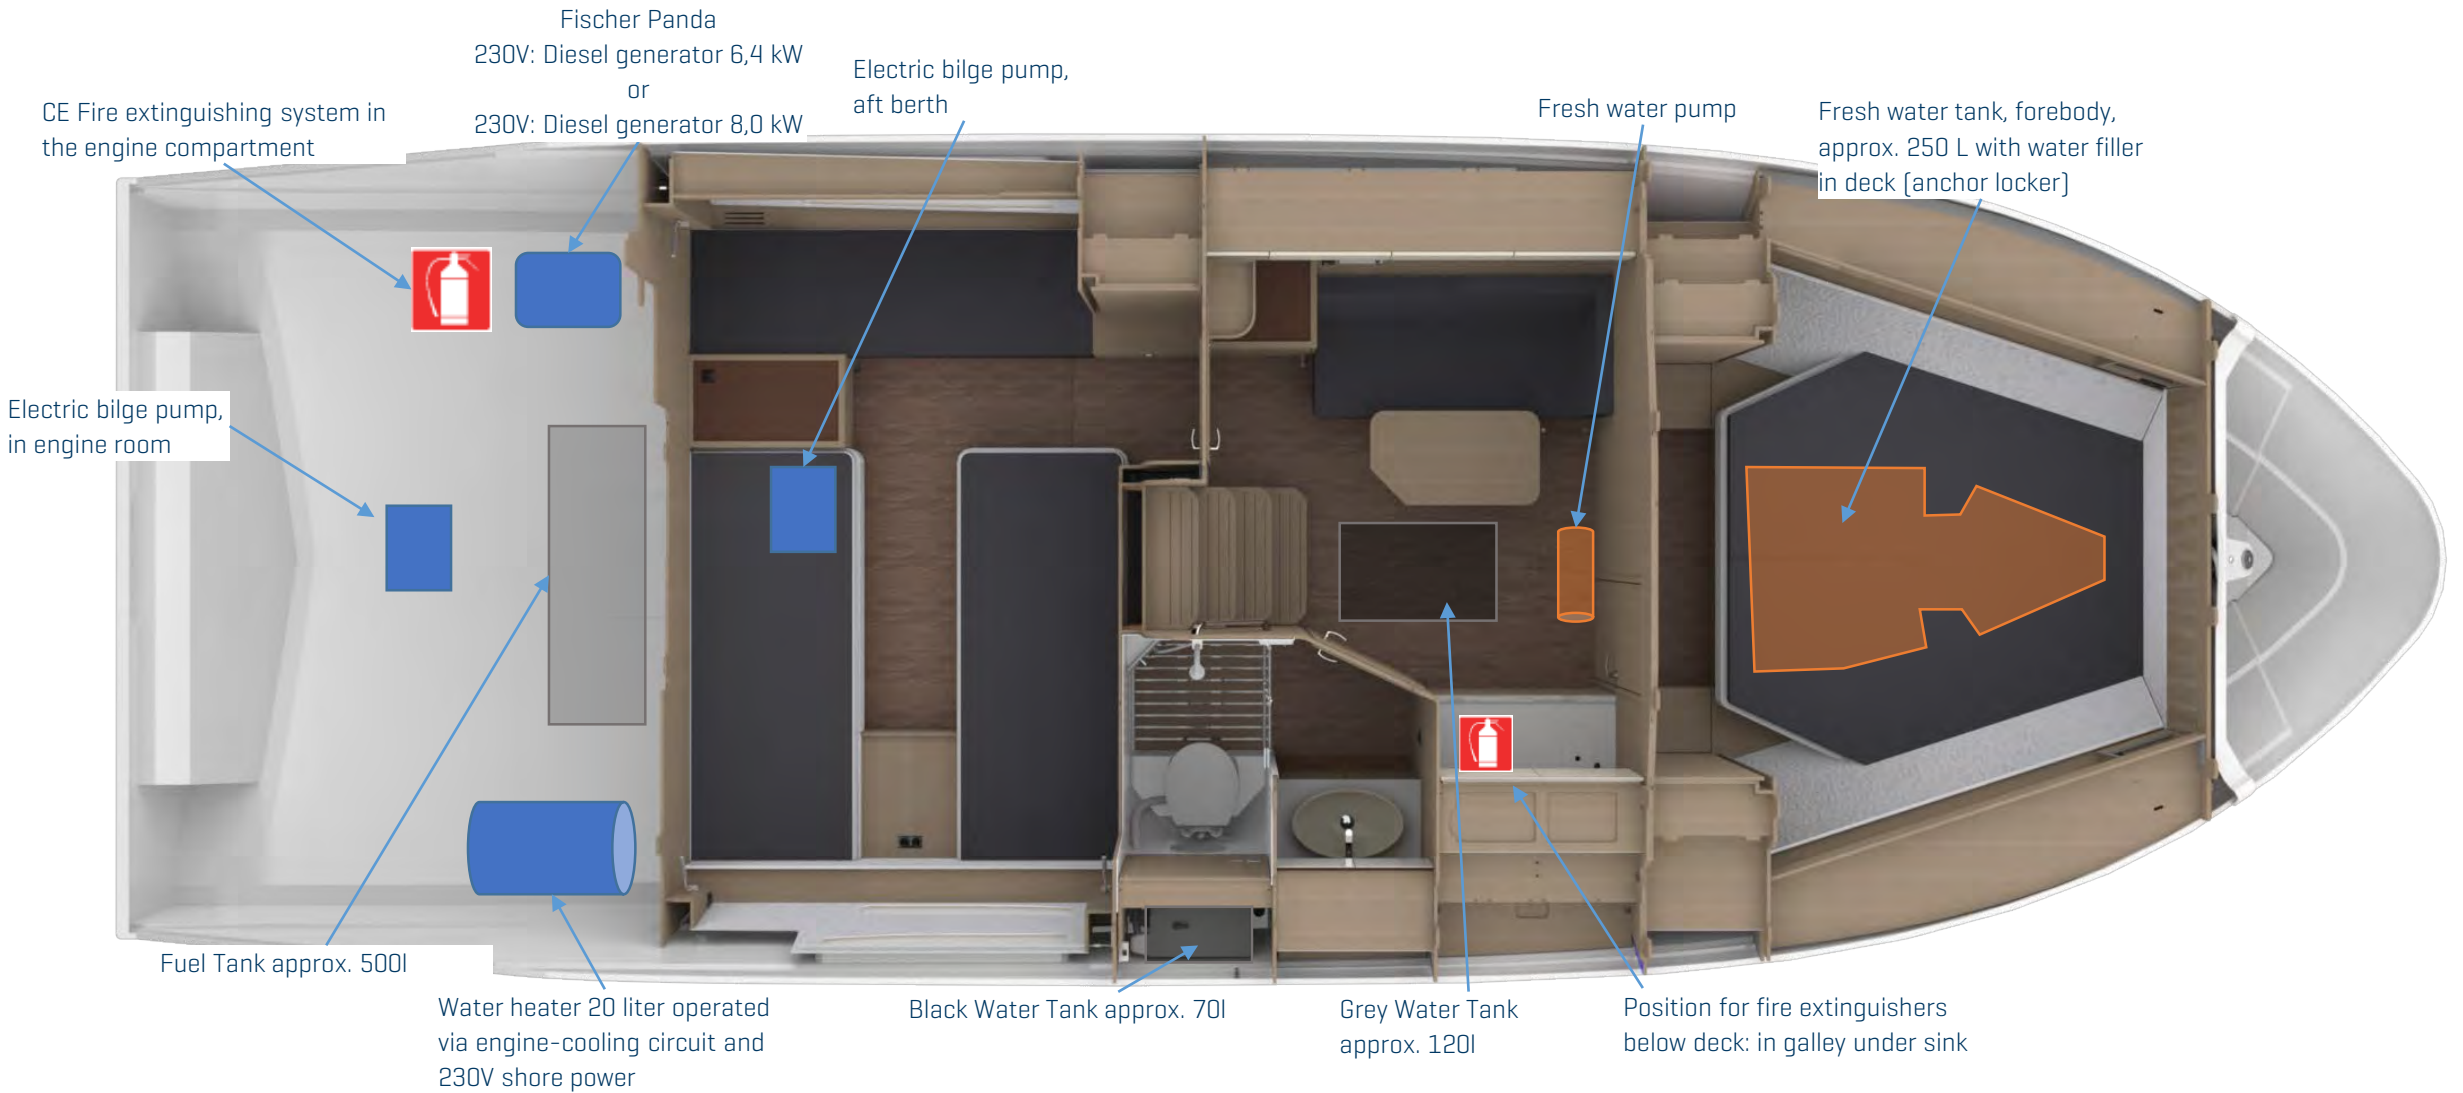 Fischer Panda
230V: Diesel generator 6,4 kW
or
230V: Diesel generator 8,0 kW
Electric bilge pump,
aft berth
CE Fire extinguishing system in
the engine compartment
Fresh water pump
Fresh water tank, forebody,
approx. 250 L with water filler
in deck (anchor locker)
Electric bilge pump,
in engine room
Fuel Tank approx. 500l
Water heater 20 liter operated
via engine-cooling circuit and
230V shore power
Black Water Tank approx. 70l
Grey Water Tank
approx. 120l
Position for fire extinguishers
below deck: in galley under sink